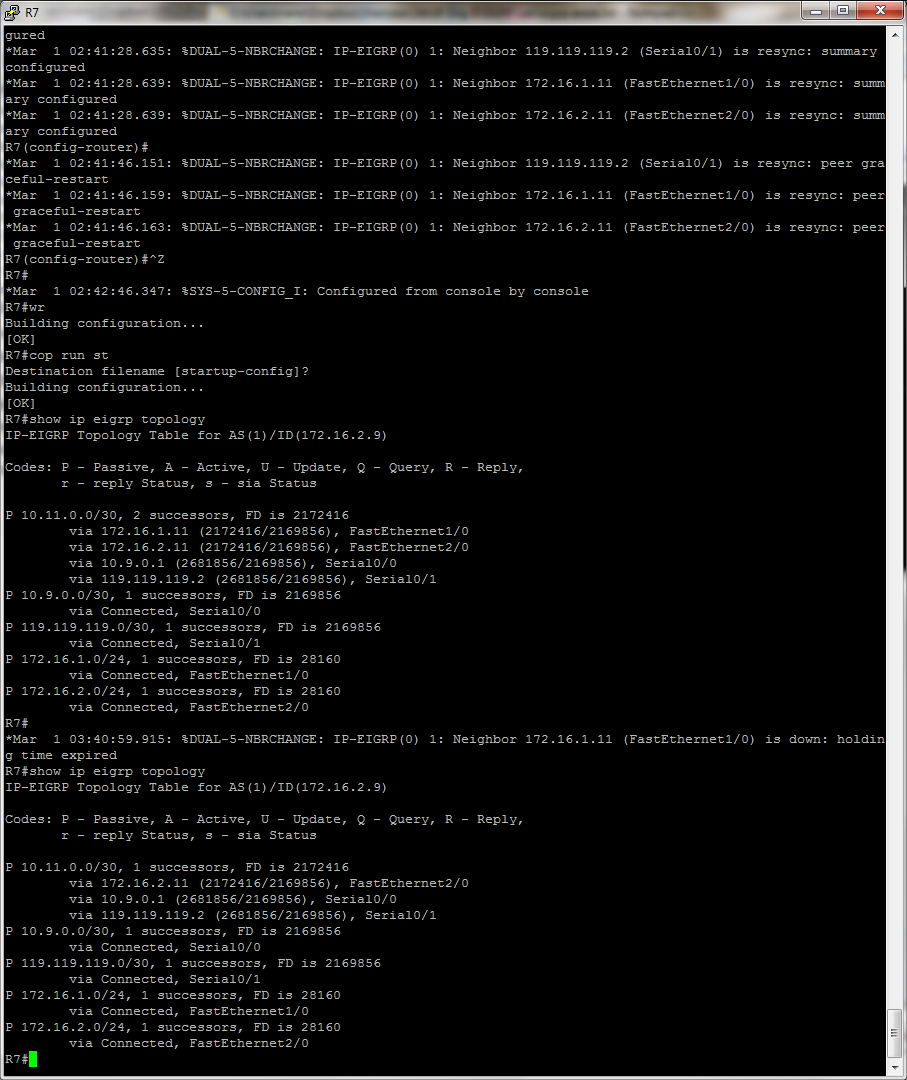 R7
gured
*Mar  1 02:41:28.635: %DUAL-5-NBRCHANGE: IP-EIGRP(0) 1: Neighbor 119.119.119.2 (Serial0/1) is resync: summary
configured
*Mar  1 02:41:28.639: %DUAL-5-NBRCHANGE: IP-EIGRP(0) 1: Neighbor 172.16.1.11 (FastEthernet1/0) is resync: summ
ary configured
*Mar  1 02:41:28.639: %DUAL-5-NBRCHANGE: IP-EIGRP(0) 1: Neighbor 172.16.2.11 (FastEthernet2/0) is resync: summ
ary configured
R7(config-router)#
*Mar  1 02:41:46.151: %DUAL-5-NBRCHANGE: IP-EIGRP(0) 1: Neighbor 119.119.119.2 (Serial0/1) is resync: peer gra
ceful-restart
*Mar  1 02:41:46.159: %DUAL-5-NBRCHANGE: IP-EIGRP(0) 1: Neighbor 172.16.1.11 (FastEthernet1/0) is resync: peer
 graceful-restart
*Mar  1 02:41:46.163: %DUAL-5-NBRCHANGE: IP-EIGRP(0) 1: Neighbor 172.16.2.11 (FastEthernet2/0) is resync: peer
 graceful-restart
R7(config-router)#^Z
R7#
*Mar  1 02:42:46.347: %SYS-5-CONFIG_I: Configured from console by console
R7#wr
Building configuration...
[OK]
R7#cop run st
Destination filename [startup-config]?
Building configuration...
[OK]
R7#show ip eigrp topology
IP-EIGRP Topology Table for AS(1)/ID(172.16.2.9)
Codes: P - Passive, A - Active, U - Update, Q - Query, R - Reply,
       r - reply Status, s - sia Status
P 10.11.0.0/30, 2 successors, FD is 2172416
        via 172.16.1.11 (2172416/2169856), FastEthernet1/0
        via 172.16.2.11 (2172416/2169856), FastEthernet2/0
        via 10.9.0.1 (2681856/2169856), Serial0/0
        via 119.119.119.2 (2681856/2169856), Serial0/1
P 10.9.0.0/30, 1 successors, FD is 2169856
        via Connected, Serial0/0
P 119.119.119.0/30, 1 successors, FD is 2169856
        via Connected, Serial0/1
P 172.16.1.0/24, 1 successors, FD is 28160
        via Connected, FastEthernet1/0
P 172.16.2.0/24, 1 successors, FD is 28160
        via Connected, FastEthernet2/0
R7#
*Mar  1 03:40:59.915: %DUAL-5-NBRCHANGE: IP-EIGRP(0) 1: Neighbor 172.16.1.11 (FastEthernet1/0) is down: holdin
g time expired
R7#show ip eigrp topology
IP-EIGRP Topology Table for AS(1)/ID(172.16.2.9)
Codes: P - Passive, A - Active, U - Update, Q - Query, R - Reply,
       r - reply Status, s - sia Status
P 10.11.0.0/30, 1 successors, FD is 2172416
        via 172.16.2.11 (2172416/2169856), FastEthernet2/0
        via 10.9.0.1 (2681856/2169856), Serial0/0
        via 119.119.119.2 (2681856/2169856), Serial0/1
P 10.9.0.0/30, 1 successors, FD is 2169856
        via Connected, Serial0/0
P 119.119.119.0/30, 1 successors, FD is 2169856
        via Connected, Serial0/1
P 172.16.1.0/24, 1 successors, FD is 28160
        via Connected, FastEthernet1/0
P 172.16.2.0/24, 1 successors, FD is 28160
        via Connected, FastEthernet2/0
R7#